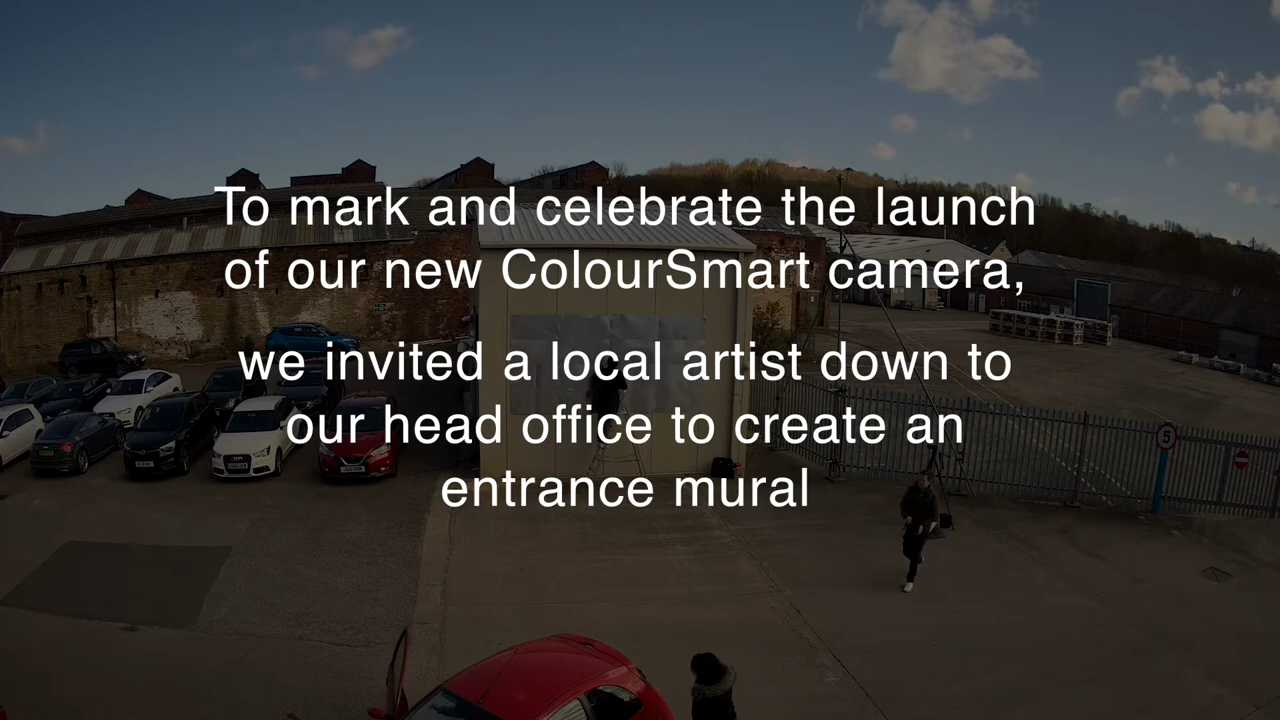 To mark and celebrate the launch
of our new ColourSmart camera,
we invited a local artist down to
our head office to create an
entrance mural
5